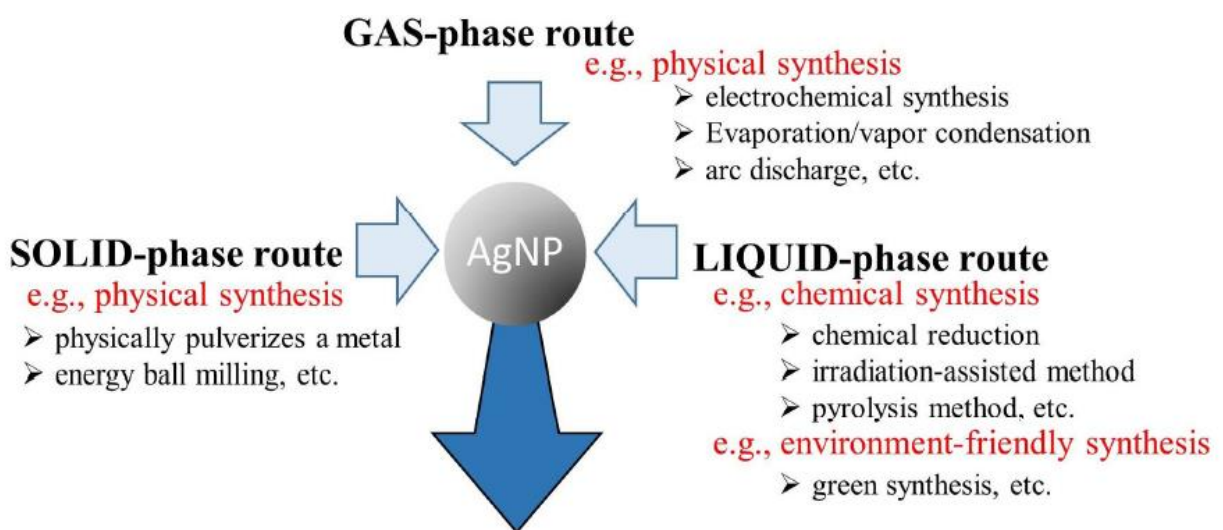 GAS-phase route
e.g., physical synthesis
➢ electrochemical synthesis
➢ Evaporation/vapor condensation
➢ arc discharge, etc.
SOLID-phase route
e.g., physical synthesis
➢ physically pulverizes a metal
➢ energy ball milling, etc.
AgNP
LIQUID-phase route
e.g., chemical synthesis
➢ chemical reduction
➢ irradiation-assisted method
➢ pyrolysis method, etc.
e.g., environment-friendly synthesis
➢ green synthesis, etc.